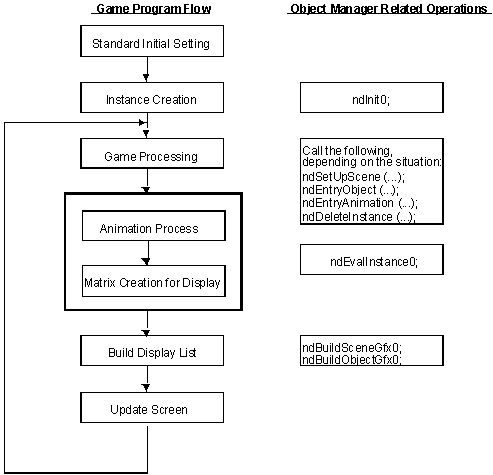 Game Program Flow
Object Manager Related Operations
Standard Initial Setting
Instance Creation
ndInit0;
Game Processing
Call the following,
depending on the situation:
ndSetUpScene (...);
ndEntryObject (...);
ndEntryAnimation (...);
ndDeleteInstance (...);
Animation Process
Matrix Creation for Display
ndEvalInstance0;
Build Display List
ndBuildSceneGfx0;
ndBuildObjectGfx0;
Update Screen